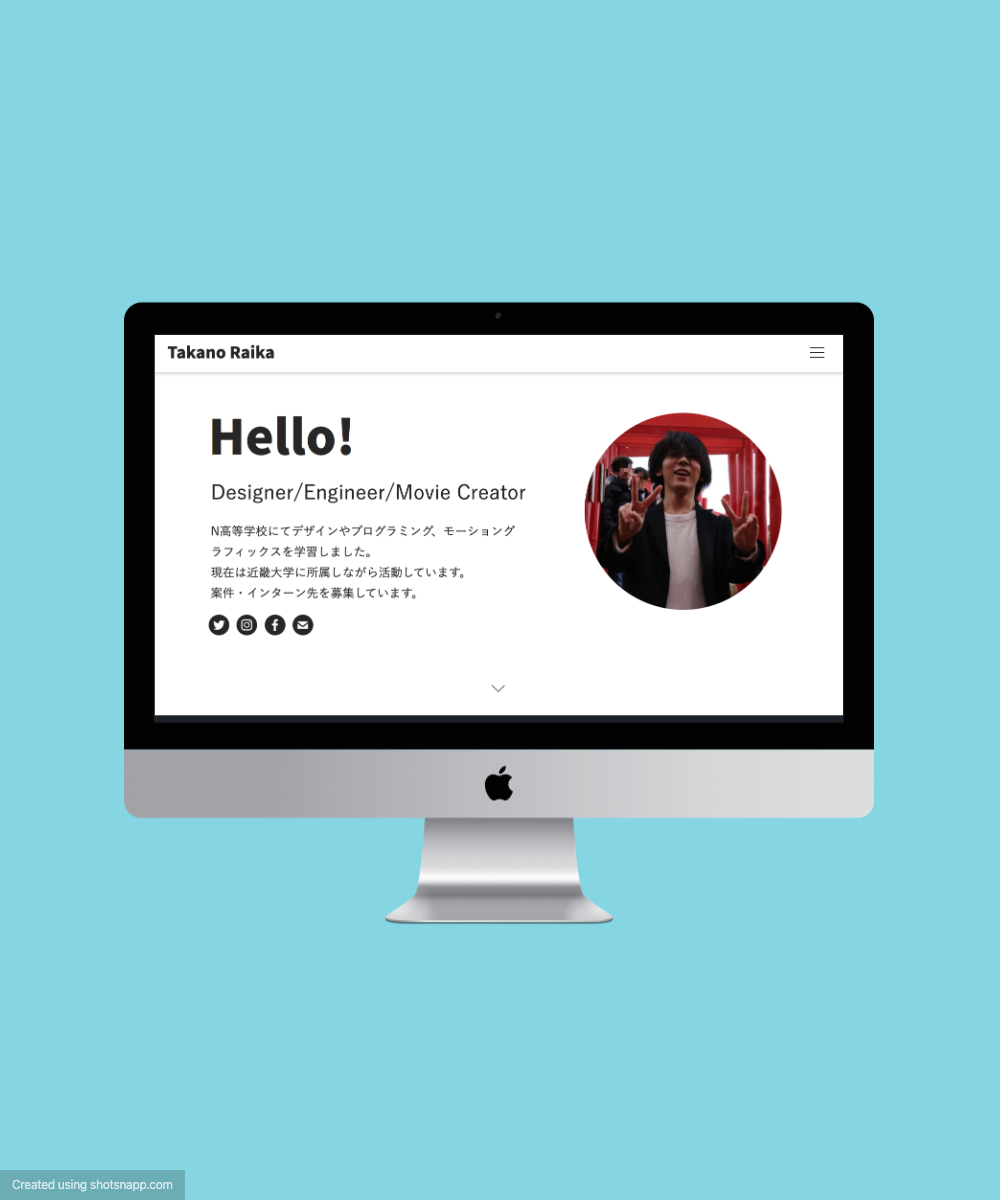 Takano Raika
Hello!
Designer/Engineer/Movie Creator
N高等学校にてデザインやプログラミング、モーショング
ラフィックスを学習しました。
現在は近畿大学に所属しながら活動しています。
案件・インターン先を募集しています。
Created using shotsnapp.com